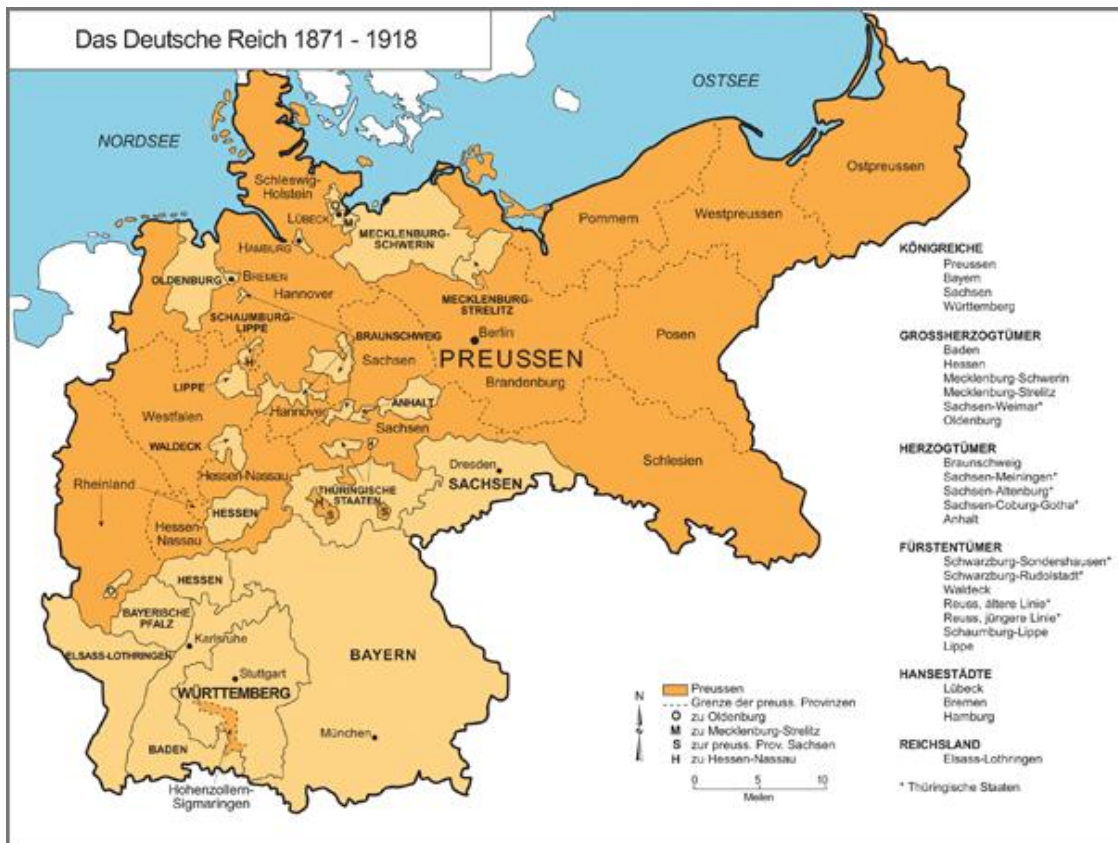 Das Deutsche Reich 1871 - 1918
NORDSEE
OSTSEE
Schleswig-
Holstein
LÜBECK
O
M
HAMBURG
MECKLENBURG-
SCHWERIN
Pommern
Westpreussen
Ostpreussen
OLDENBURG
BREMEN
Hannover
SCHAUMBURG-
LIPPE
MECKLENBURG-
STRELITZ
BRAUNSCHWEIG
Berlin
PREUSSEN
Posen
H
Sachsen
Brandenburg
LIPPE
Westfalen
Hannover
ANHALT
Sachsen
WALDECK
Hessen-Nassau
Schlesien
Dresden
SACHSEN
Rheinland
THÜRINGISCHE
STAATEN
H
S
S
HESSEN
Hessen-
Nassau
O
HESSEN
BAYERISCHE
PFALZ
Karlsruhe
ELSASS-LOTHRINGEN
BAYERN
Stuttgart
WÜRTTEMBERG
BADEN
München
Hohenzollern-
Sigmaringen
KÖNIGREICHE
Preussen
Bayern
Sachsen
Württemberg
GROSSHERZOGTÜMER
Baden
Hessen
Mecklenburg-Schwerin
Mecklenburg-Strelitz
Sachsen-Weimar*
Oldenburg
HERZOGTÜMER
Braunschweig
Sachsen-Meiningen*
Sachsen-Altenburg*
Sachsen-Coburg-Gotha*
Anhalt
FÜRSTENTÜMER
Schwarzburg-Sondershausen*
Schwarzburg-Rudolstadt*
Waldeck
Reuss, ältere Linie*
Reuss, jüngere Linie*
Schaumburg-Lippe
Lippe
HANSESTÄDTE
Lübeck
Bremen
Hamburg
REICHSLAND
Elsass-Lothringen
* Thüringische Staaten
N
Preussen
Grenze der preuss. Provinzen
O zu Oldenburg
M zu Mecklenburg-Strelitz
S zur preuss. Prov. Sachsen
H zu Hessen-Nassau
0 5 10
Meilen